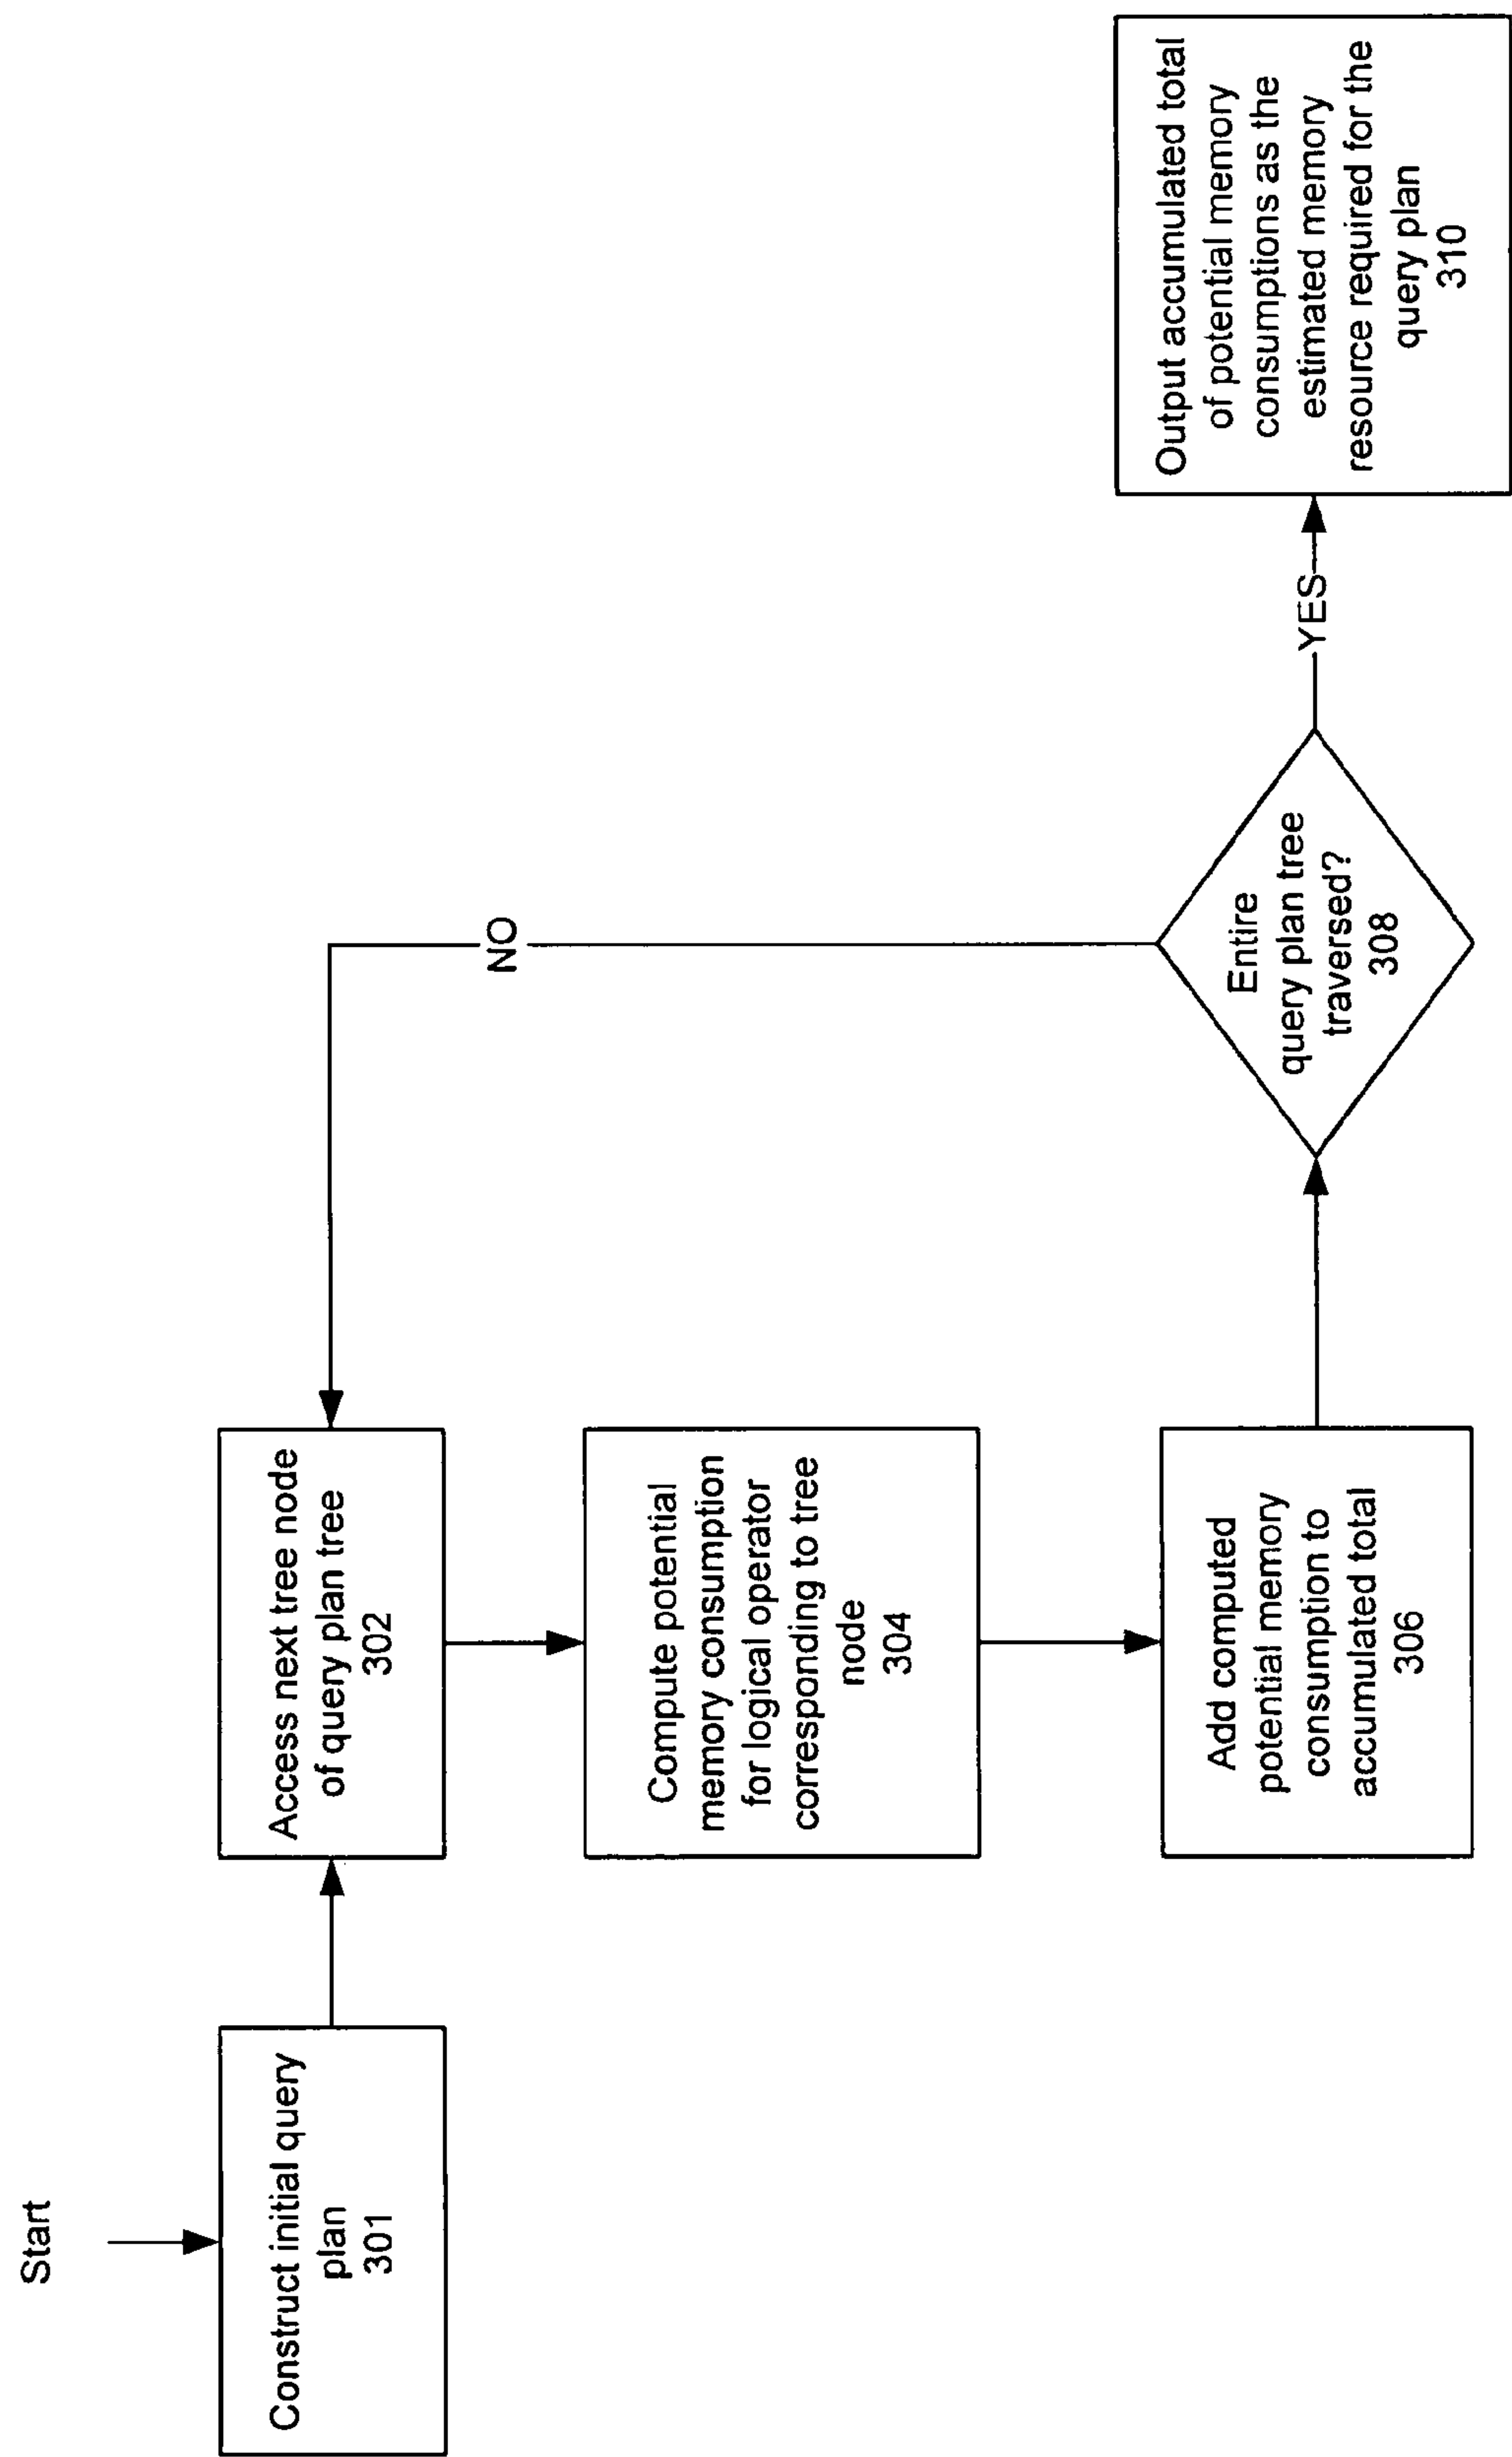 Start
Construct initial query
plan
301
Access next tree node
of query plan tree
302
Compute potential
memory consumption
for logical operator
corresponding to tree
node
304
Add computed
potential memory
consumption to
accumulated total
306
Entire
query plan tree
traversed?
308
NO
YES
Output accumulated total
of potential memory
consumptions as the
estimated memory
resource required for the
query plan
310